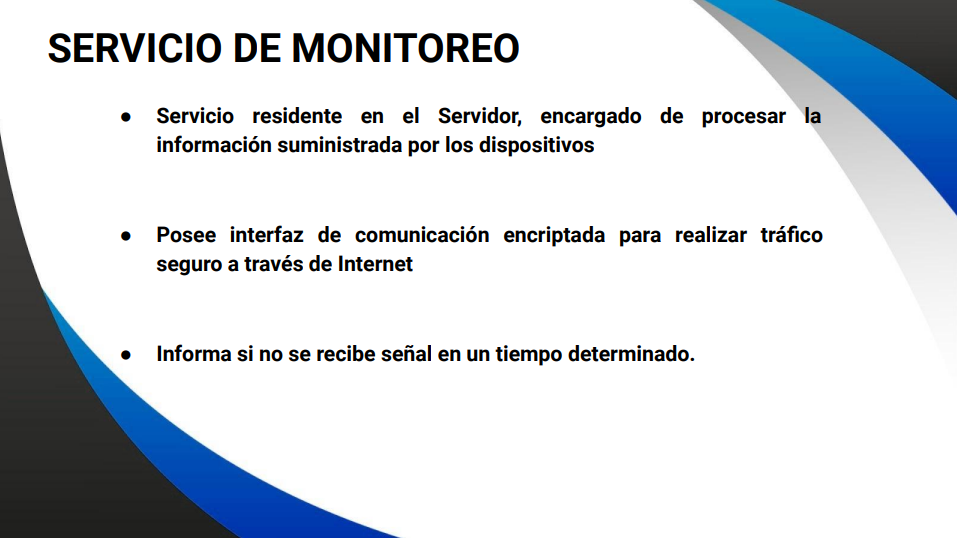 SERVICIO DE MONITOREO
● Servicio residente en el Servidor, encargado de procesar la
información suministrada por los dispositivos
● Posee interfaz de comunicación encriptada para realizar tráfico
seguro a través de Internet
● Informa si no se recibe señal en un tiempo determinado.